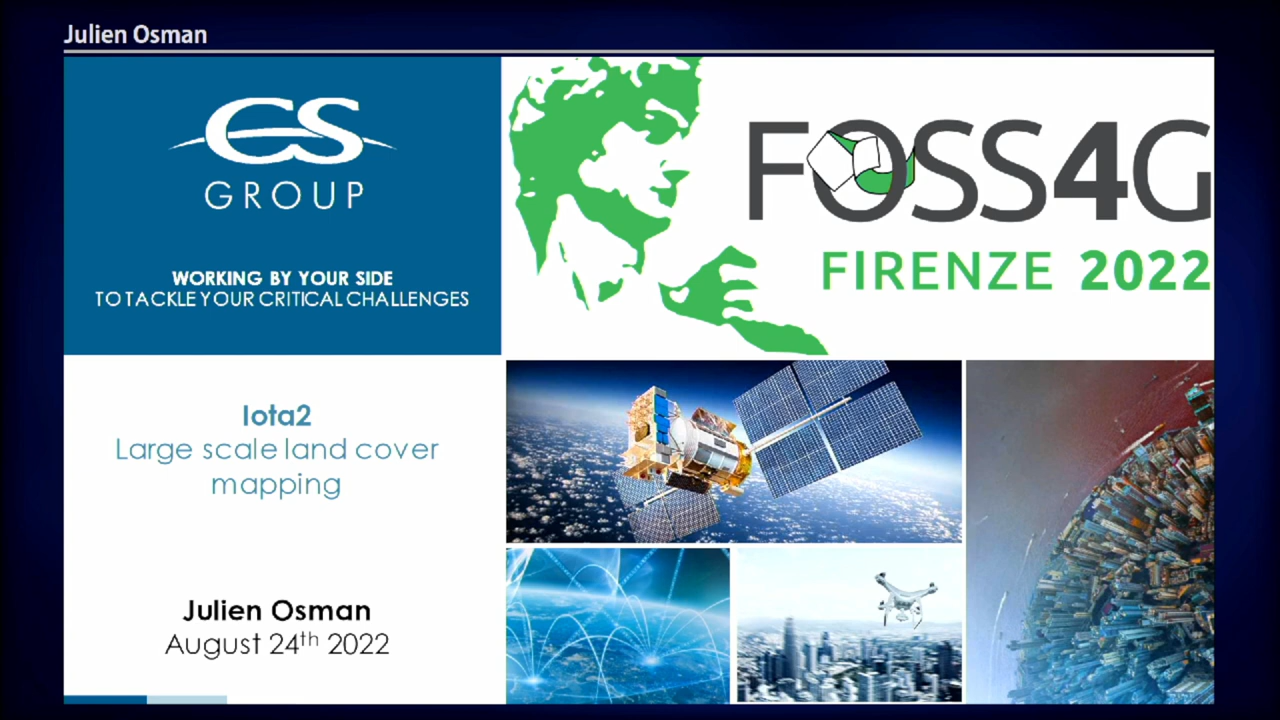 Julien Osman
CS
GROUP
WORKING BY YOUR SIDE
TO TACKLE YOUR CRITICAL CHALLENGES
FOSS4G
FIRENZE 2022
Iota2
Large scale land cover
mapping
Julien Osman
August 24th 2022